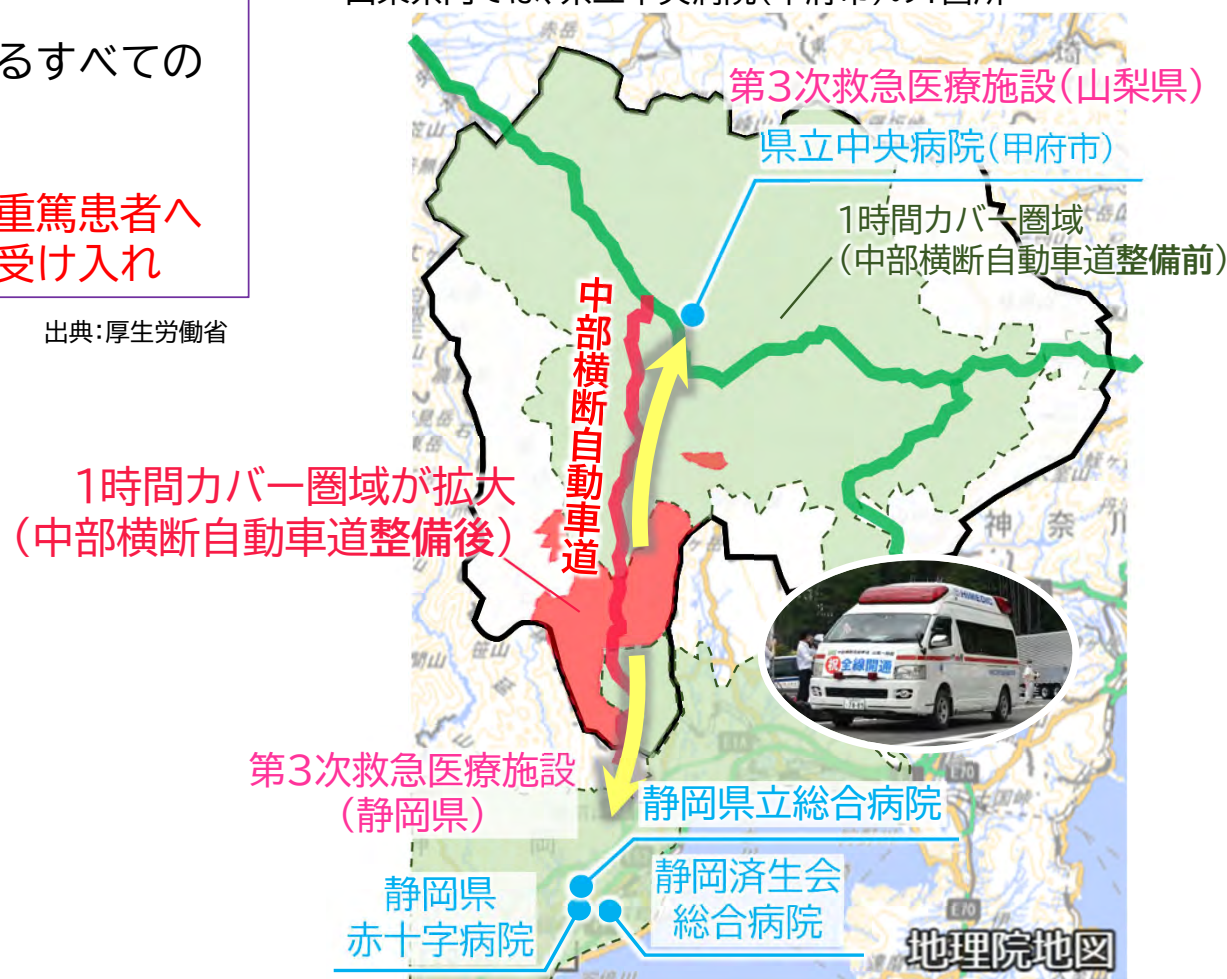 るすべての
重篤患者へ
受け入れ
出典：厚生労働省
第3次救急医療施設（山梨県）
県立中央病院（甲府市）
1時間カバー圏域
（中部横断自動車道整備前）
中部横断自動車道
1時間カバー圏域が拡大
（中部横断自動車道整備後）
神奈川
笹山
祝全線開通
第3次救急医療施設
（静岡県）
静岡県立総合病院
静岡県
赤十字病院
静岡済生会
総合病院
E1A
E70
E70
地理院地図